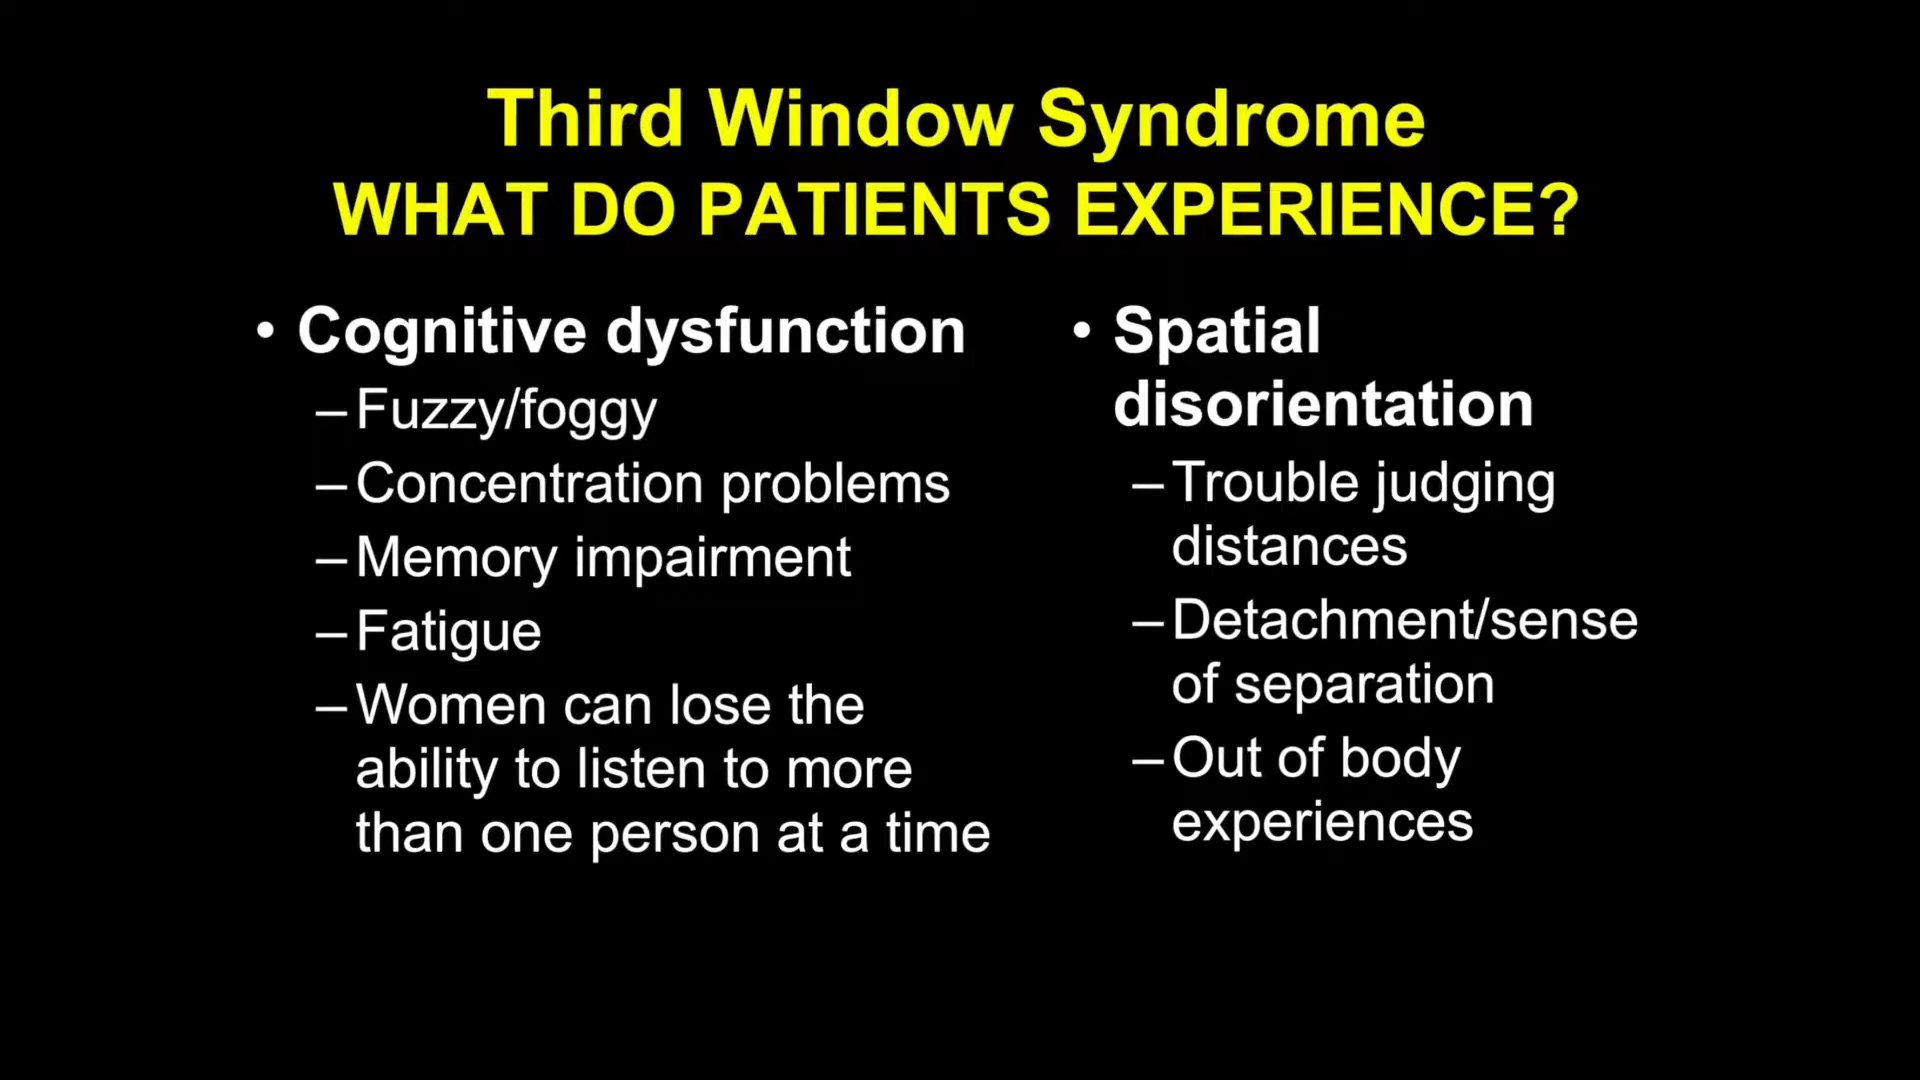 Third Window Syndrome
WHAT DO PATIENTS EXPERIENCE?
• Cognitive dysfunction
–Fuzzy/foggy
–Concentration problems
–Memory impairment
–Fatigue
–Women can lose the
ability to listen to more
than one person at a time
• Spatial
disorientation
–Trouble judging
distances
–Detachment/sense
of separation
–Out of body
experiences